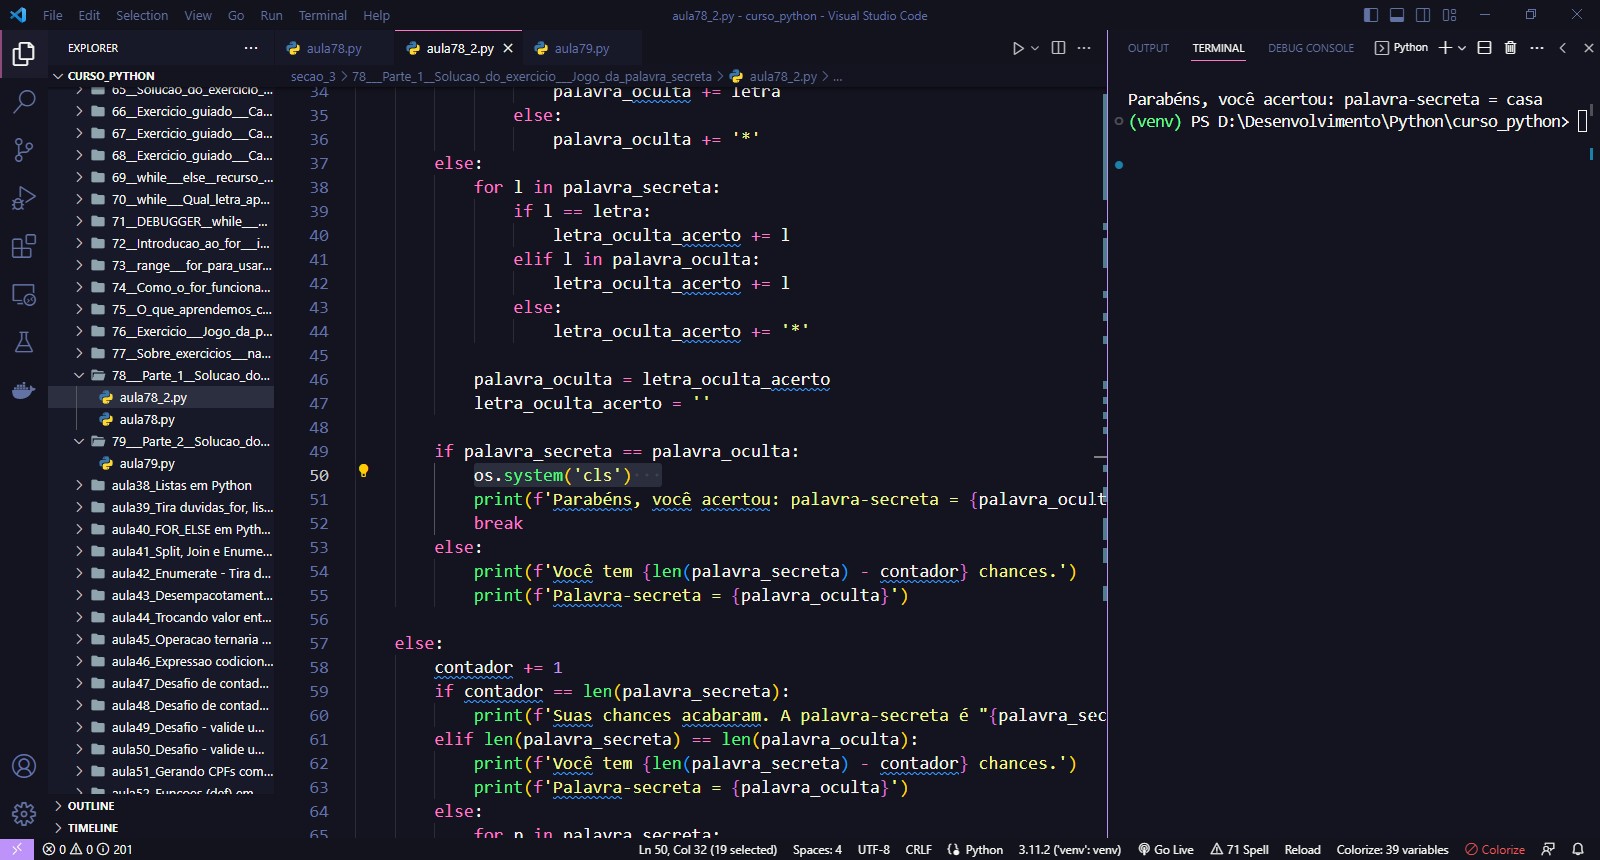 File Edit Selection View Go Run Terminal Help
aula78_2.py - curso_python - Visual Studio Code
EXPLORER
CURSO_PYTHON
65__Solucao_do_exercicio_...
66__Exercicio_guiado__Ca...
67__Exercicio_guiado__Ca...
68__Exercicio_guiado__Ca...
69__while__else__recurso_...
70__while__Qual_letra_ap...
71__DEBUGGER__while__...
72__Introducao_ao_for__i...
73__range__for_para_usar...
74__Como_o_for_funciona...
75__O_que_aprendemos_c...
76__Exercicio__Jogo_da_p...
77__Sobre_exercicios__na...
78___Parte_1__Solucao_do...
aula78_2.py
aula78.py
79___Parte_2__Solucao_do...
aula79.py
aula38_Listas em Python
aula39_Tira duvidas_for, lis...
aula40_FOR_ELSE em Pyth...
aula41_Split, Join e Enume...
aula42_Enumerate - Tira d...
aula43_Desempacotament...
aula44_Trocando valor ent...
aula45_Operacao ternaria ...
aula46_Expressao codicion...
aula47_Desafio de contad...
aula48_Desafio de contad...
aula49_Desafio - valide u...
aula50_Desafio - valide u...
aula51_Gerando CPFs com...
aula52_Funcoes (def) em
OUTLINE
TIMELINE
aula78.py aula78_2.py aula79.py
secao_3 > 78___Parte_1__Solucao_do_exercicio___Jogo_da_palavra_secreta > aula78_2.py > ...
34 palavra_oculta += letra
35 else:
36 palavra_oculta += '*'
37 else:
38 for l in palavra_secreta:
39 if l == letra:
40 letra_oculta_acerto += l
41 elif l in palavra_oculta:
42 letra_oculta_acerto += l
43 else:
44 letra_oculta_acerto += '*'
45
46 palavra_oculta = letra_oculta_acerto
47 letra_oculta_acerto = ''
48
49 if palavra_secreta == palavra_oculta:
50 os.system('cls')
51 print(f'Parabéns, você acertou: palavra-secreta = {palavra_ocult
52 break
53 else:
54 print(f'Você tem {len(palavra_secreta) - contador} chances.')
55 print(f'Palavra-secreta = {palavra_oculta}')
56
57 else:
58 contador += 1
59 if contador == len(palavra_secreta):
60 print(f'Suas chances acabaram. A palavra-secreta é "{palavra_sec
61 elif len(palavra_secreta) == len(palavra_oculta):
62 print(f'Você tem {len(palavra_secreta) - contador} chances.')
63 print(f'Palavra-secreta = {palavra_oculta}')
64 else:
65 for n in palavra_secreta:
OUTPUT TERMINAL DEBUG CONSOLE Python
Parabéns, você acertou: palavra-secreta = casa
(venv) PS D:\Desenvolvimento\Python\curso_python>
0 0 201
Ln 50, Col 32 (19 selected) Spaces: 4 UTF-8 CRLF Python 3.11.2 ('venv': venv) Go Live 71 Spell Reload Colorize: 39 variables Colorize